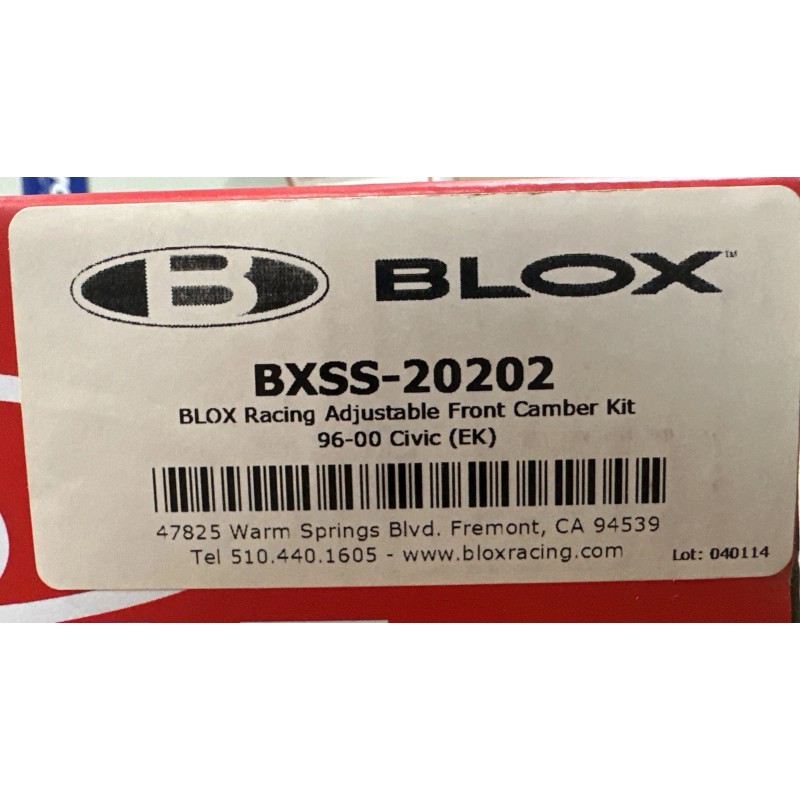 B BLOX™
BXSS-20202
BLOX Racing Adjustable Front Camber Kit
96-00 Civic (EK)
47825 Warm Springs Blvd. Fremont, CA 94539
Tel 510.440.1605 - www.bloxracing.com
Lot: 040114